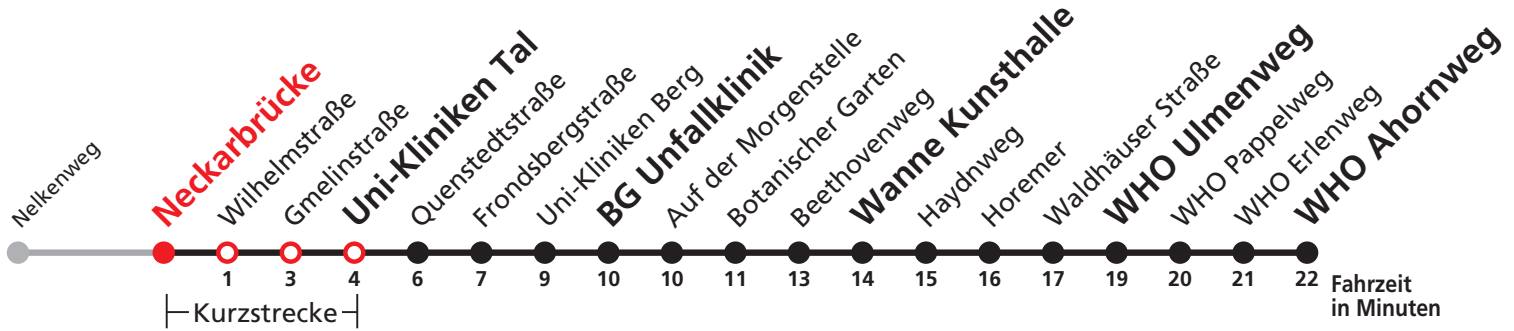 Nelkenweg
Neckarbrücke
Wilhelmstraße
Gmelinstraße
Uni-Kliniken Tal
Quenstedtstraße
Frondsbergstraße
Uni-Kliniken Berg
BG Unfallklinik
Auf der Morgenstelle
Botanischer Garten
Beethovenweg
Wanne Kunsthalle
Haydnweg
Horemer
Waldhäuser Straße
WHO Ulmenweg
WHO Pappelweg
WHO Erlenweg
WHO Ahornweg
1 3 4 6 7 9 10 10 11 13 14 15 16 17 19 20 21 22
Fahrzeit
in Minuten
Kurzstrecke